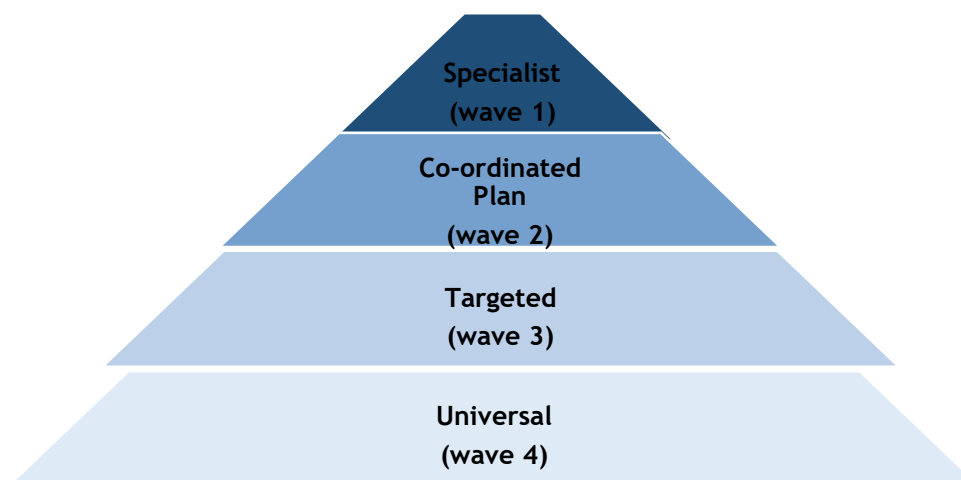 Specialist
(wave 1)
Co-ordinated
Plan
(wave 2)
Targeted
(wave 3)
Universal
(wave 4)